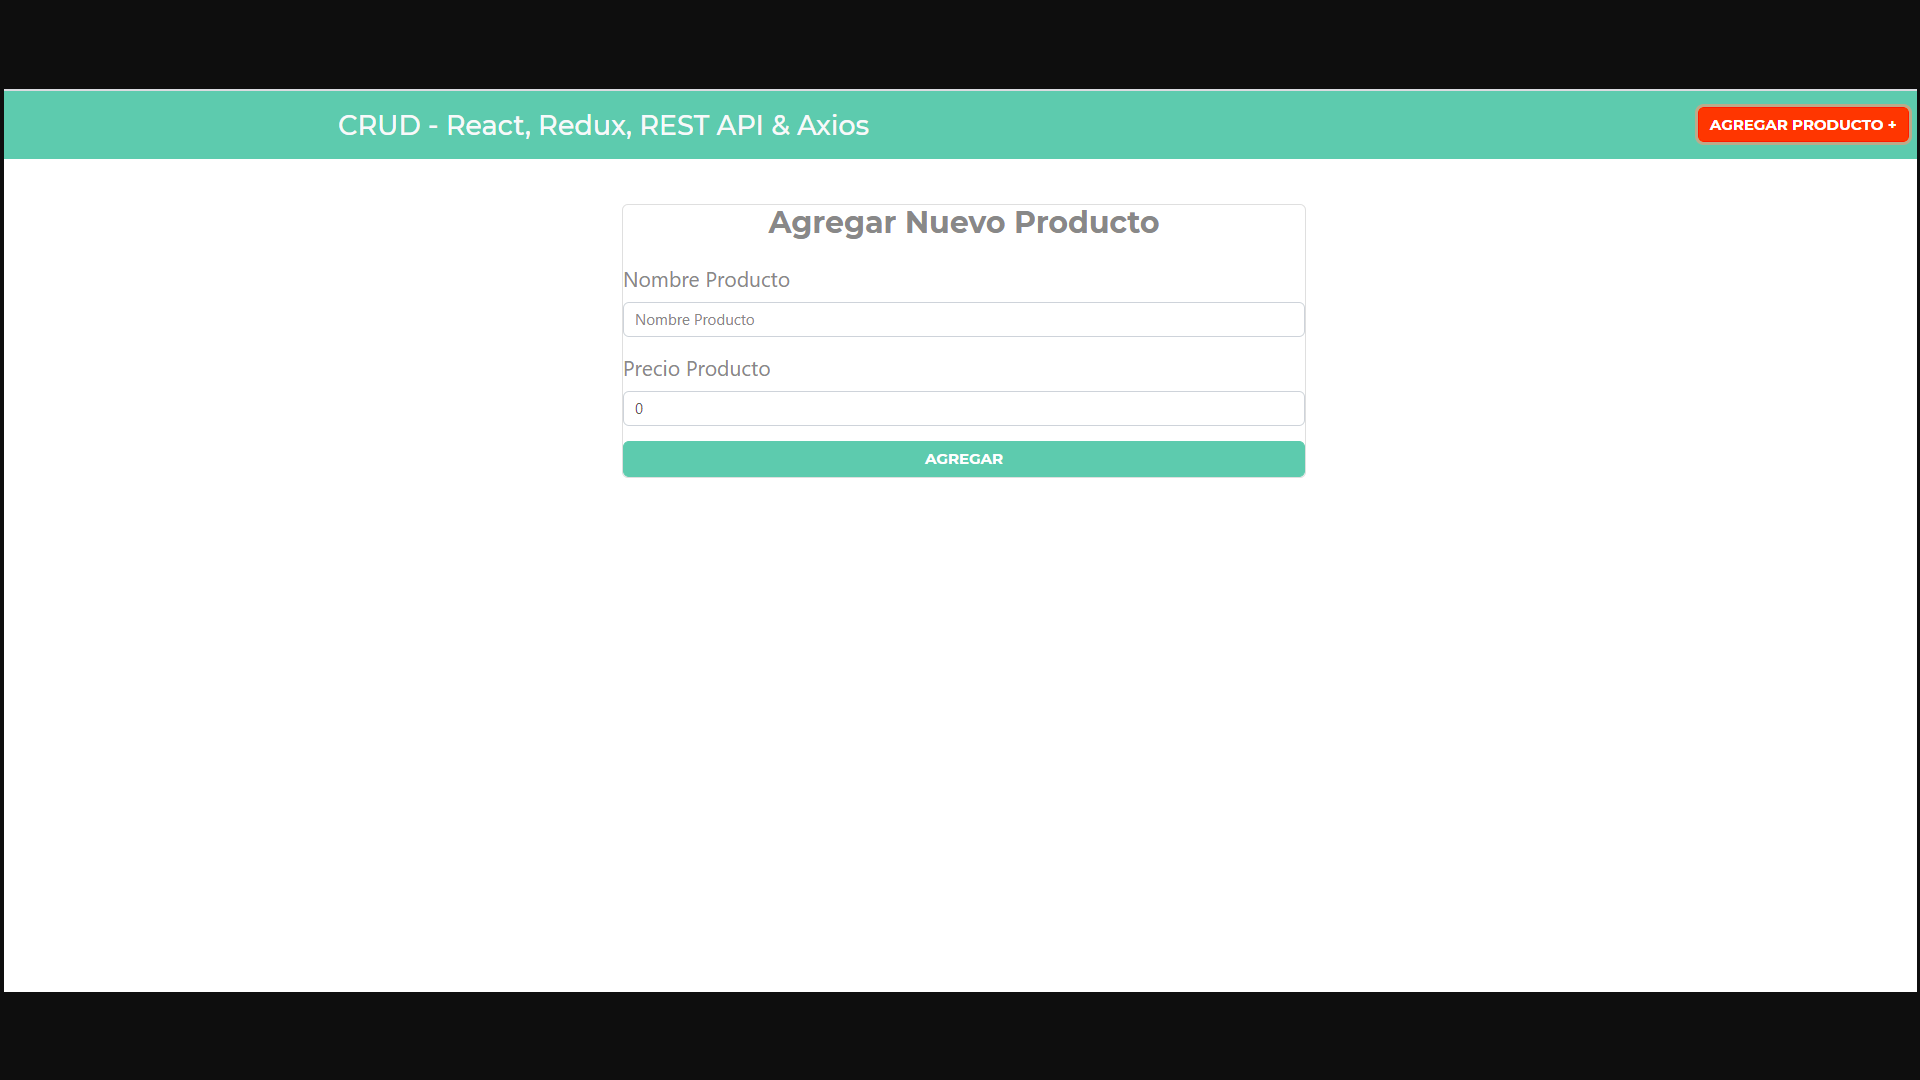 CRUD - React, Redux, REST API & Axios
AGREGAR PRODUCTO +
Agregar Nuevo Producto
Nombre Producto
Nombre Producto
Precio Producto
0
AGREGAR